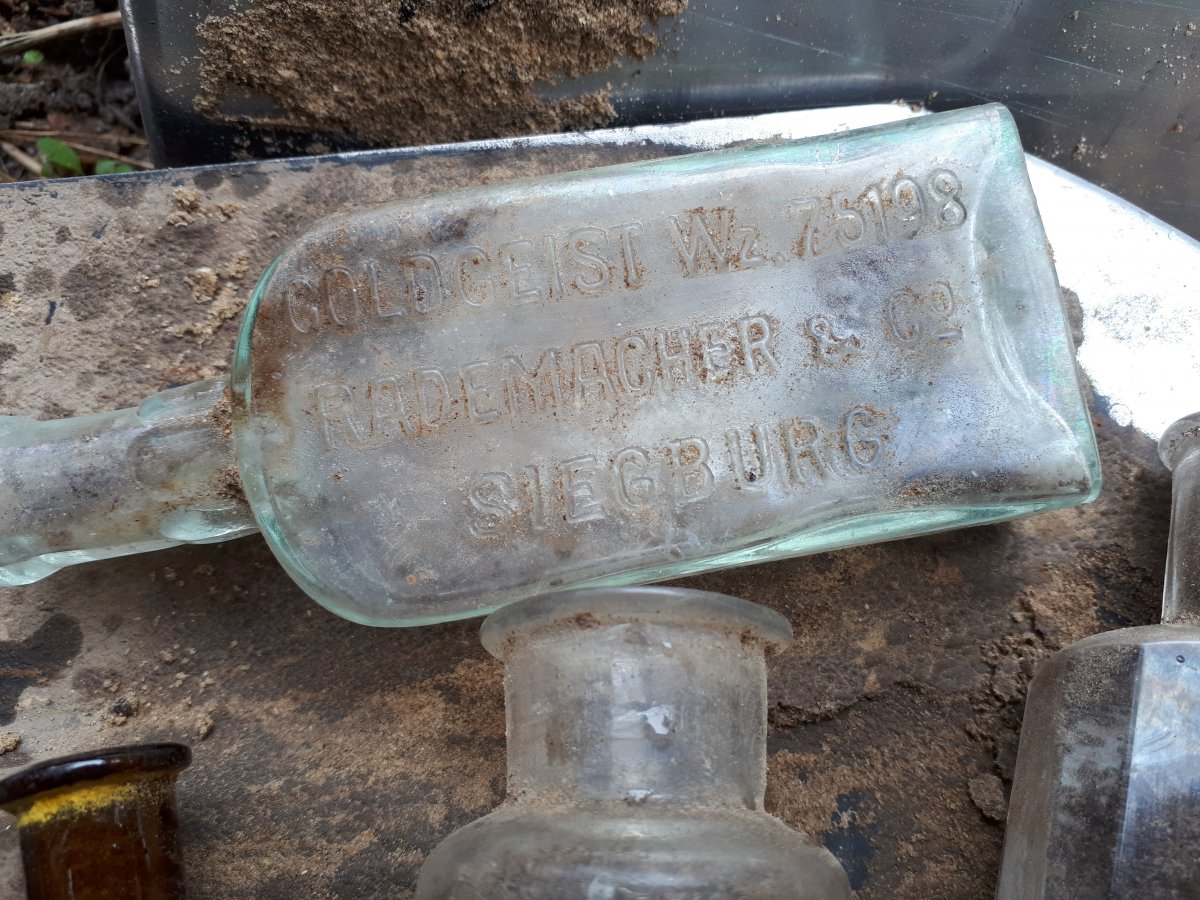 GOLDGEIST Wz. 75198
RADEMACHER & Cº
SIEGBURG